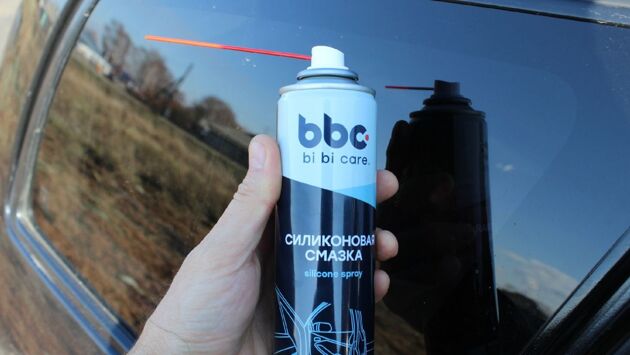 bbc
bi bi care
СИЛИКОНОВАЯ
СМАЗКА
silicone spray